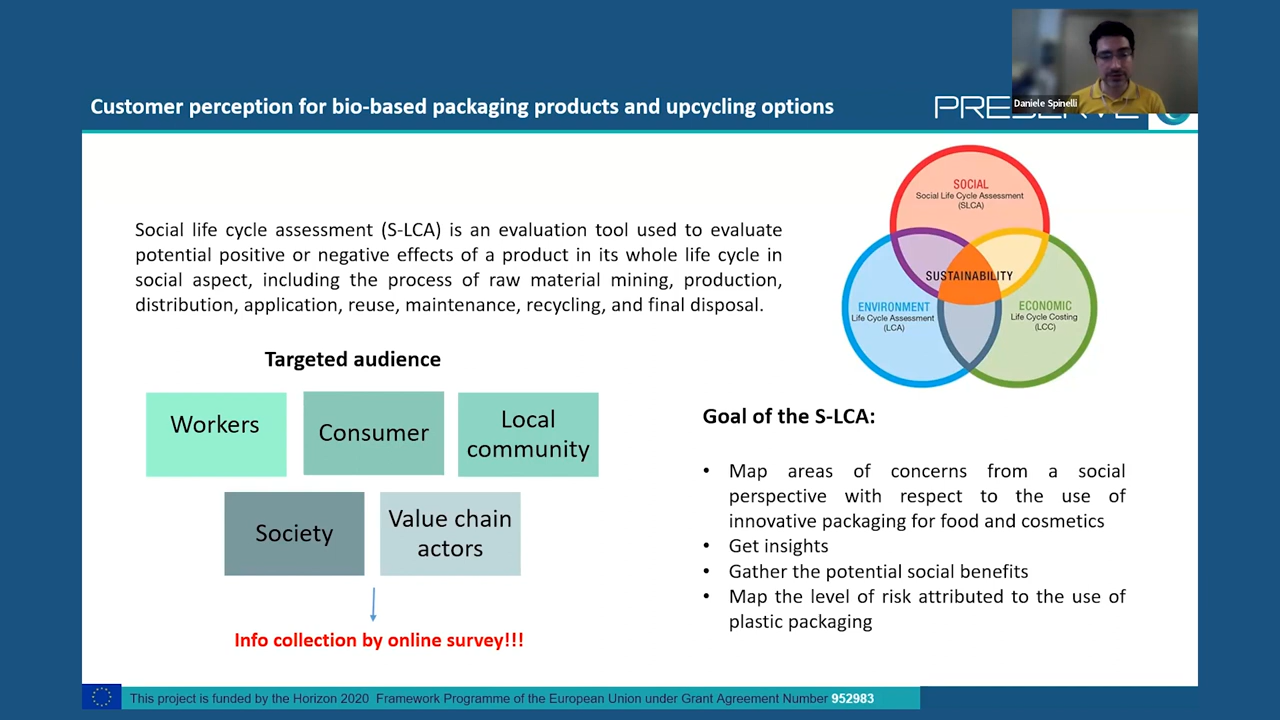 Customer perception for bio-based packaging products and upcycling options
Daniele Spinelli
SOCIAL
Social Life Cycle Assessment
(SLCA)
SUSTAINABILITY
ENVIRONMENT
Life Cycle Assessment
(LCA)
ECONOMIC
Life Cycle Costing
(LCC)
Social life cycle assessment (S-LCA) is an evaluation tool used to evaluate
potential positive or negative effects of a product in its whole life cycle in
social aspect, including the process of raw material mining, production,
distribution, application, reuse, maintenance, recycling, and final disposal.
Targeted audience
Workers
Consumer
Local
community
Society
Value chain
actors
Info collection by online survey!!!
Goal of the S-LCA:
• Map areas of concerns from a social
perspective with respect to the use of
innovative packaging for food and cosmetics
• Get insights
• Gather the potential social benefits
• Map the level of risk attributed to the use of
plastic packaging
This project is funded by the Horizon 2020 Framework Programme of the European Union under Grant Agreement Number 952983